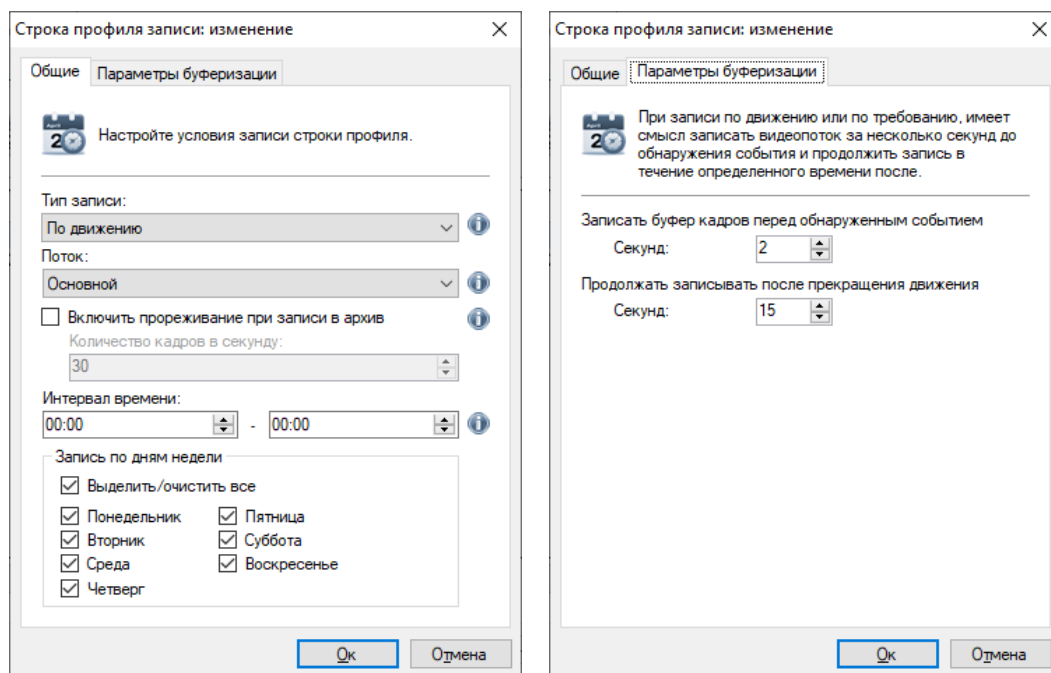 Строка профиля записи: изменение
Общие
Параметры буферизации
April
2
Настройте условия записи строки профиля.
Тип записи:
По движению
Поток:
Основной
Включить прореживание при записи в архив
Количество кадров в секунду:
30
Интервал времени:
00:00 - 00:00
Запись по дням недели
Выделить/очистить все
Понедельник Пятница
Вторник Суббота
Среда Воскресенье
Четверг
Ок Отмена
Строка профиля записи: изменение
Общие
Параметры буферизации
April
2
При записи по движению или по требованию, имеет
смысл записать видеопоток за несколько секунд до
обнаружения события и продолжить запись в
течение определенного времени после.
Записать буфер кадров перед обнаруженным событием
Секунд: 2
Продолжать записывать после прекращения движения
Секунд: 15
Ок Отмена